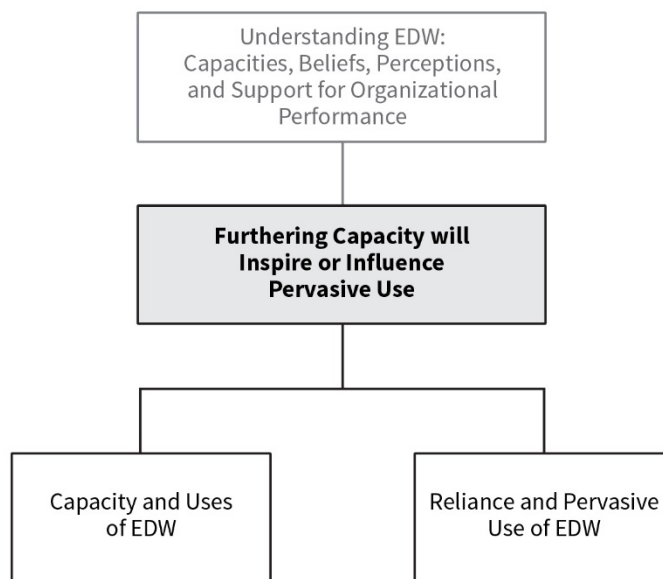 Understanding EDW:
Capacities, Beliefs, Perceptions,
and Support for Organizational
Performance
Furthering Capacity will
Inspire or Influence
Pervasive Use
Capacity and Uses
of EDW
Reliance and Pervasive
Use of EDW